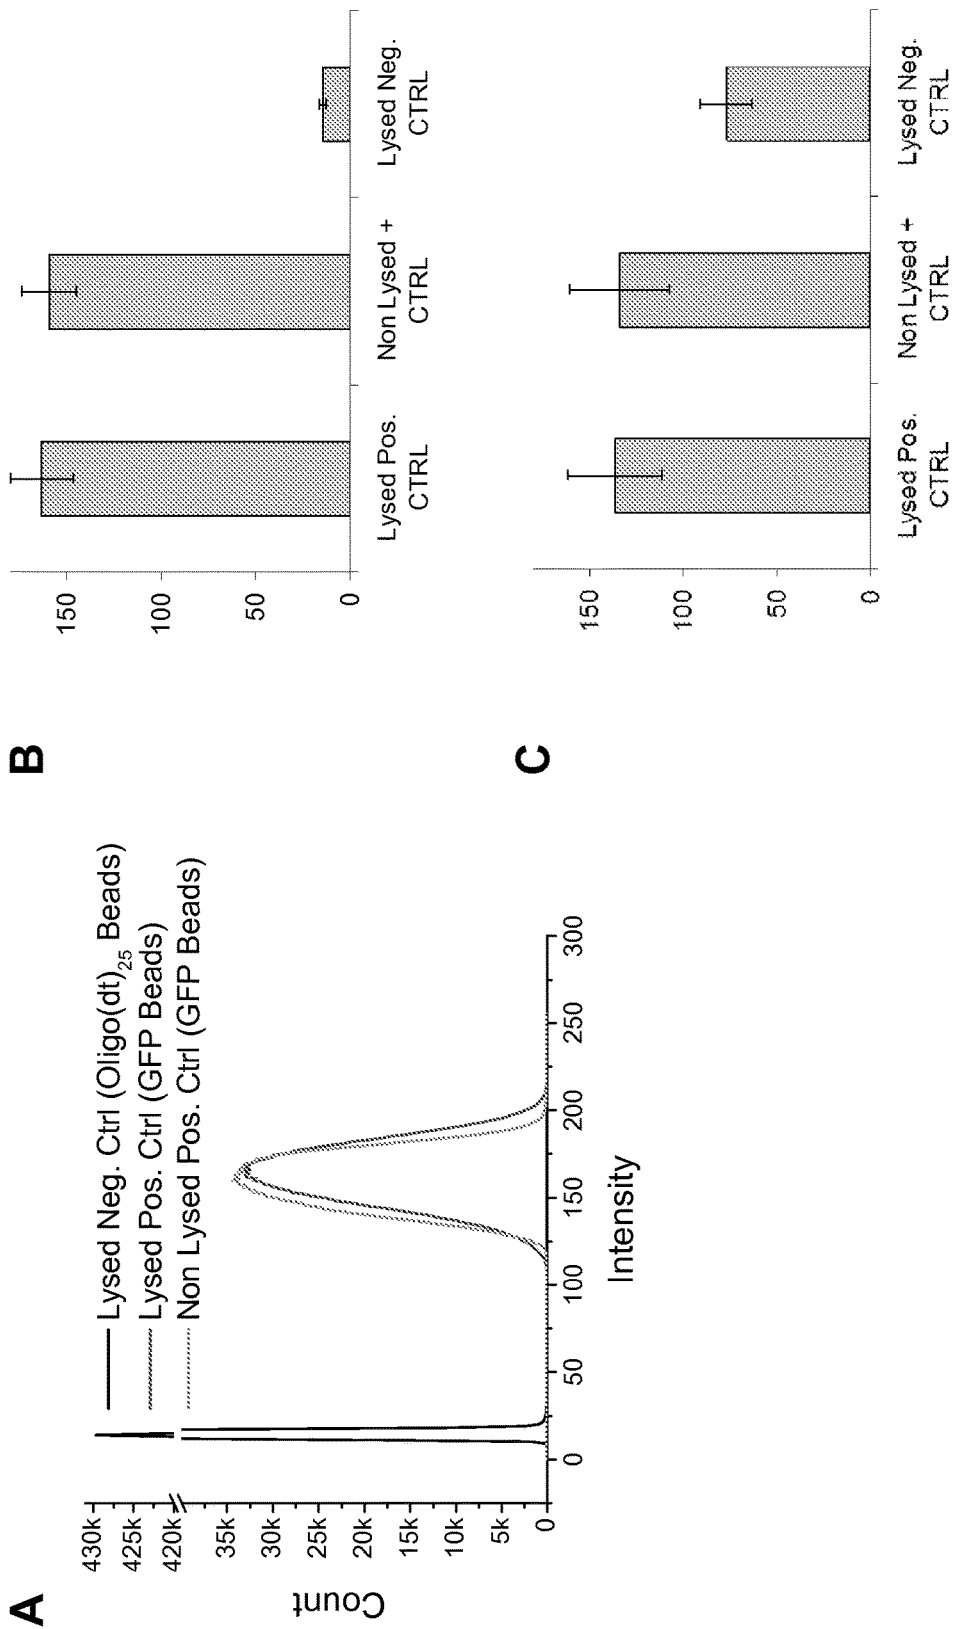 A
Count
430k
425k
420k
35k
30k
25k
20k
15k
10k
5k
0
0
50
100
150
200
250
300
Intensity
Lysed Neg. Ctrl (Oligo(dt)25 Beads)
Lysed Pos. Ctrl (GFP Beads)
Non Lysed Pos. Ctrl (GFP Beads)
B
150
100
50
0
Lysed Pos.
CTRL
Non Lysed +
CTRL
Lysed Neg.
CTRL
C
150
100
50
0
Lysed Pos.
CTRL
Non Lysed +
CTRL
Lysed Neg.
CTRL